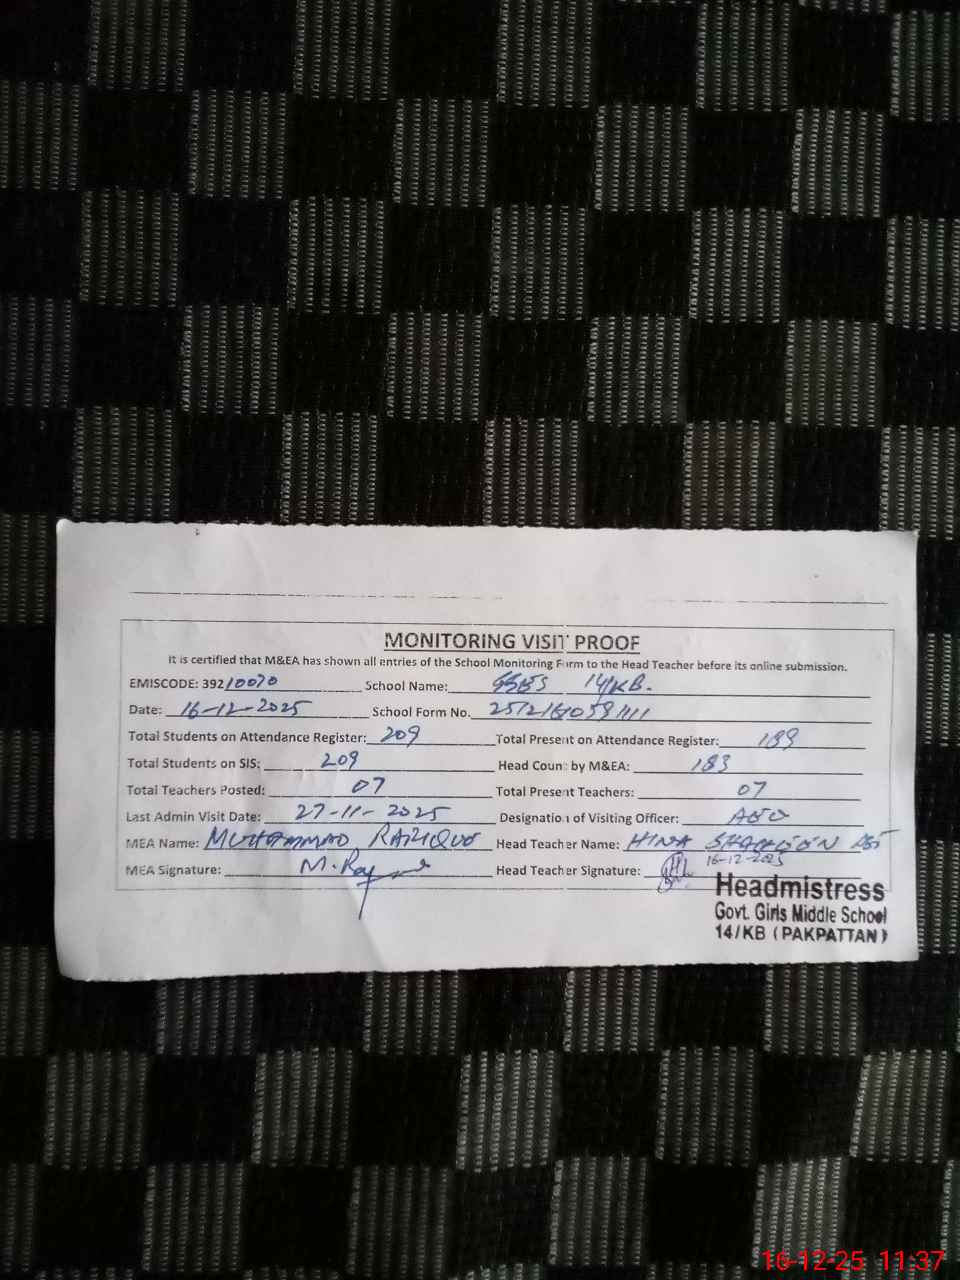 MONITORING VISIT PROOF
It is certified that M&EA has shown all entries of the School Monitoring Form to the Head Teacher before its online submission.
EMISCODE: 39210070 School Name: 14/KB.
Date: 16-12-2025 School Form No.
Total Students on Attendance Register: 209 Total Present on Attendance Register:
Total Students on SIS: 209 Head Count by M&EA: 183
Total Teachers Posted: 07 Total Present Teachers: 07
Last Admin Visit Date: 27-11-2025 Designation of Visiting Officer: AEO
MEA Name: MUHAMMAD Head Teacher Name: HINA
MEA Signature: Head Teacher Signature: 16-12-2025
Headmistress
Govt. Girls Middle School
14/KB (PAKPATTAN)
16-12-25 11:37